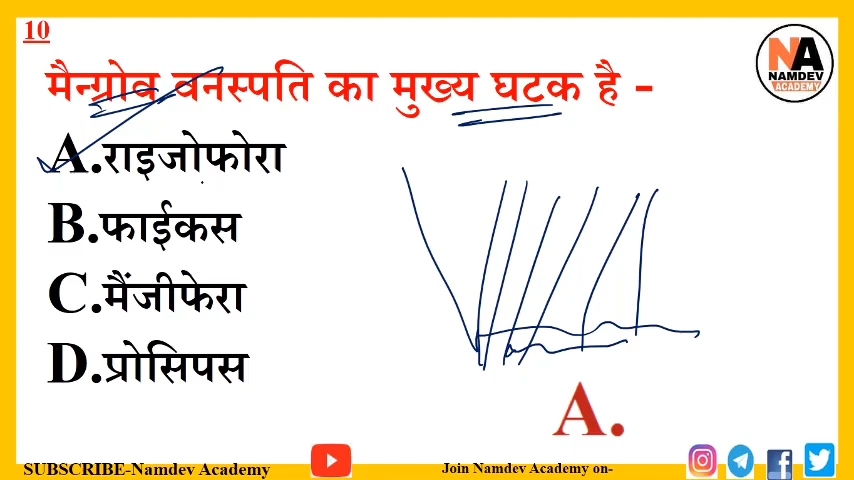 10
NA
NAMDEV
ACADEMY
मैन्ग्रोव वनस्पति का मुख्य घटक है -
A.राइजोफोरा
B.फाईकस
C.मैंजीफेरा
D.प्रोसिपस
A.
SUBSCRIBE-Namdev Academy
Join Namdev Academy on-